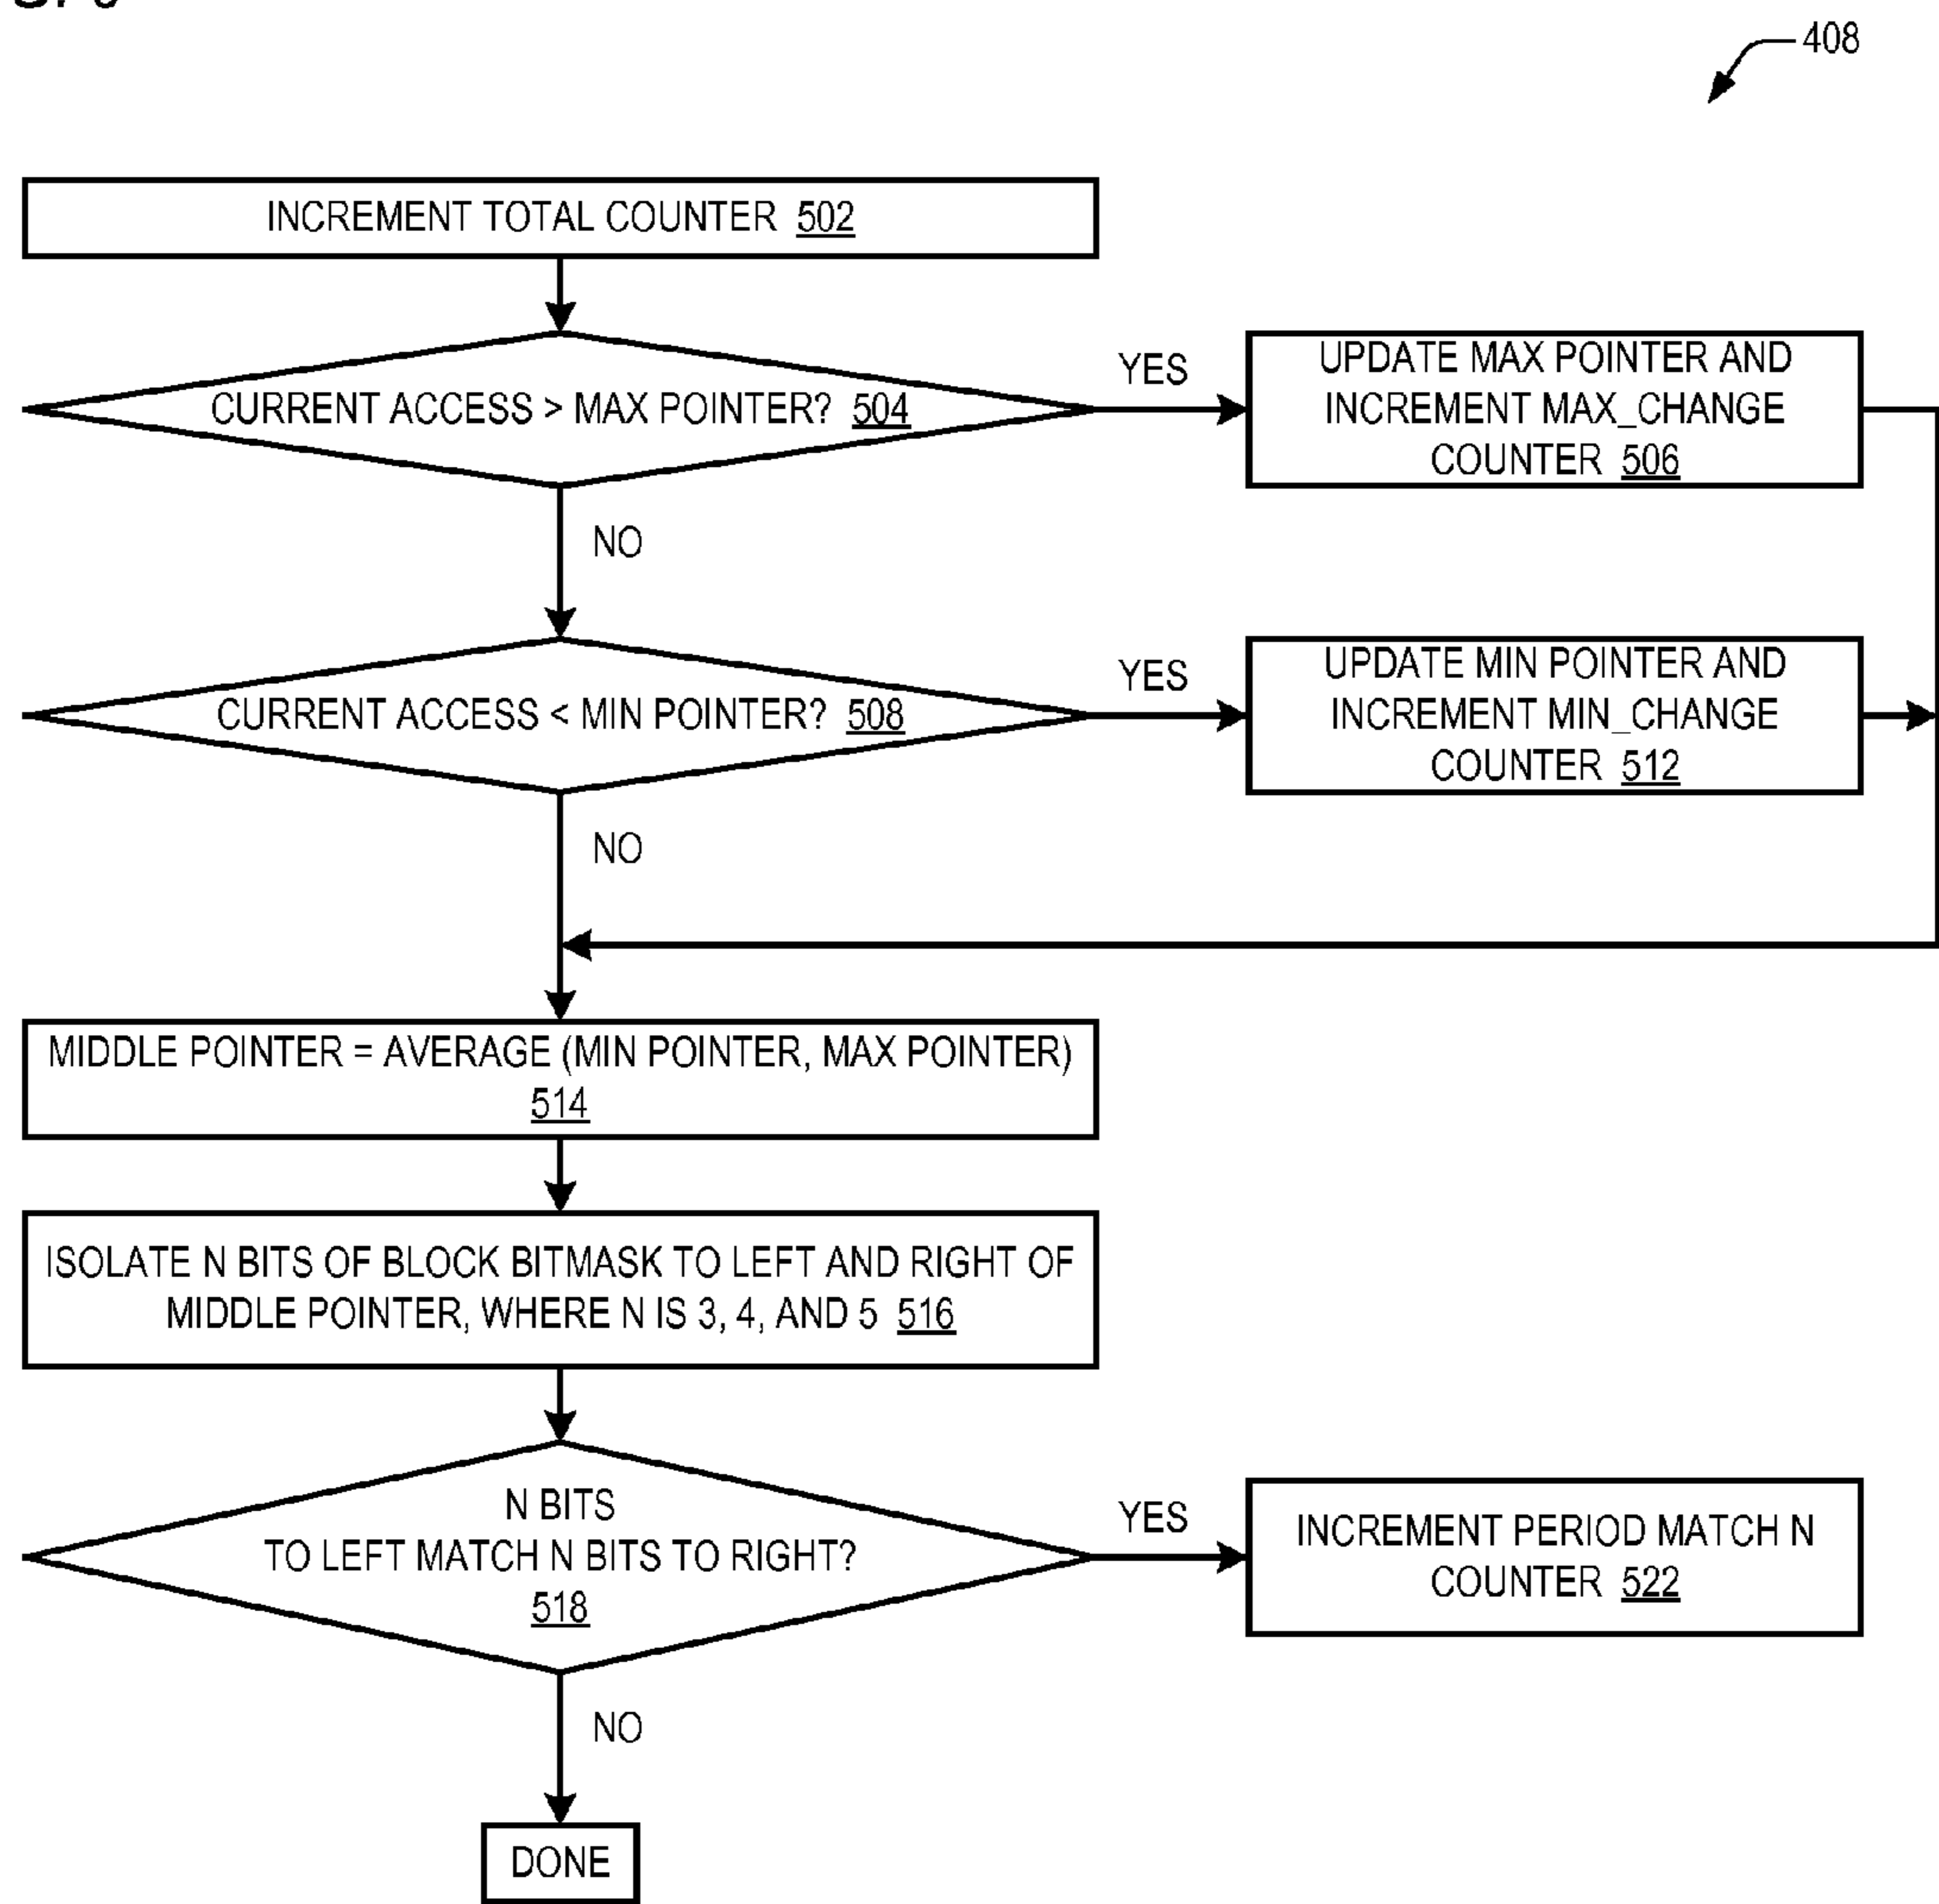 408
INCREMENT TOTAL COUNTER 502
CURRENT ACCESS > MAX POINTER? 504
YES
UPDATE MAX POINTER AND
INCREMENT MAX_CHANGE
COUNTER 506
NO
CURRENT ACCESS < MIN POINTER? 508
YES
UPDATE MIN POINTER AND
INCREMENT MIN_CHANGE
COUNTER 512
NO
MIDDLE POINTER = AVERAGE (MIN POINTER, MAX POINTER)
514
ISOLATE N BITS OF BLOCK BITMASK TO LEFT AND RIGHT OF
MIDDLE POINTER, WHERE N IS 3, 4, AND 5 516
N BITS
TO LEFT MATCH N BITS TO RIGHT?
518
YES
INCREMENT PERIOD MATCH N
COUNTER 522
NO
DONE